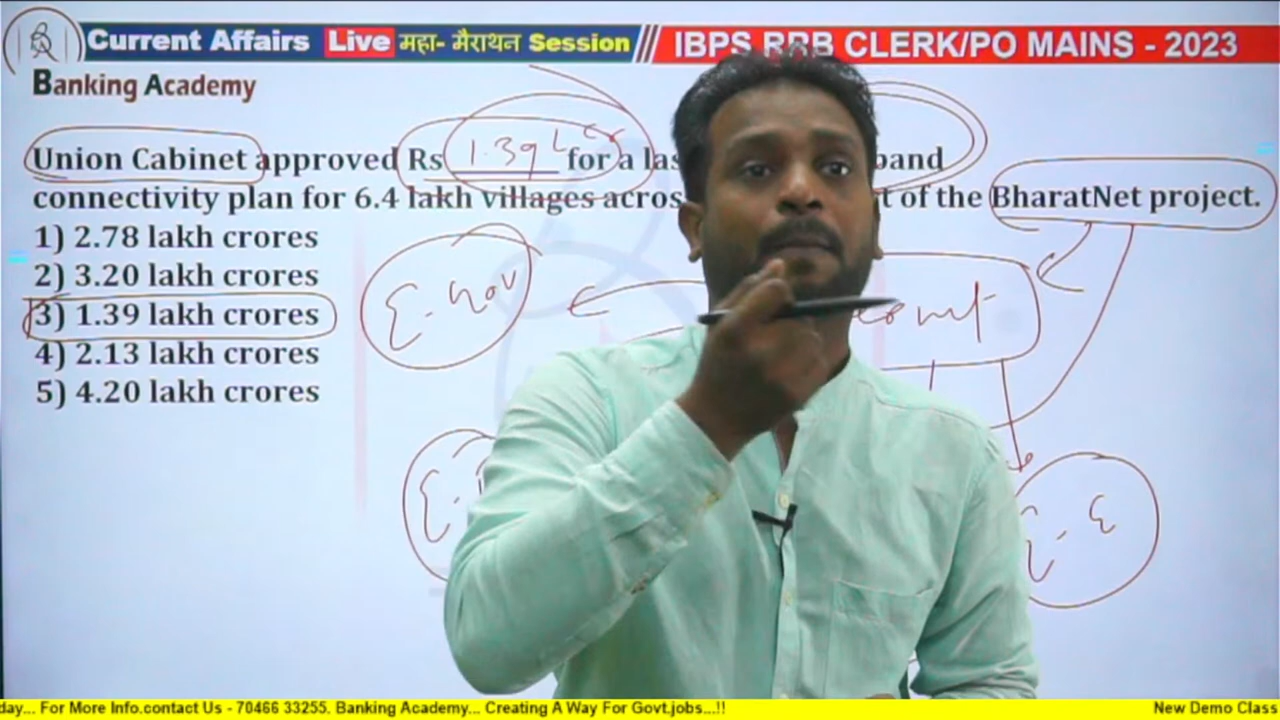 Current Affairs Live महा- मैराथन Session // IBPS RRB CLERK/PO MAINS - 2023
Banking Academy
Union Cabinet approved Rs 1.39 L cr for a las band
connectivity plan for 6.4 lakh villages acros t of the BharatNet project.
1) 2.78 lakh crores
2) 3.20 lakh crores
3) 1.39 lakh crores
4) 2.13 lakh crores
5) 4.20 lakh crores
E. Gov
E-E
day... For More Info.contact Us - 70466 33255. Banking Academy... Creating A Way For Govt.jobs...!! New Demo Class